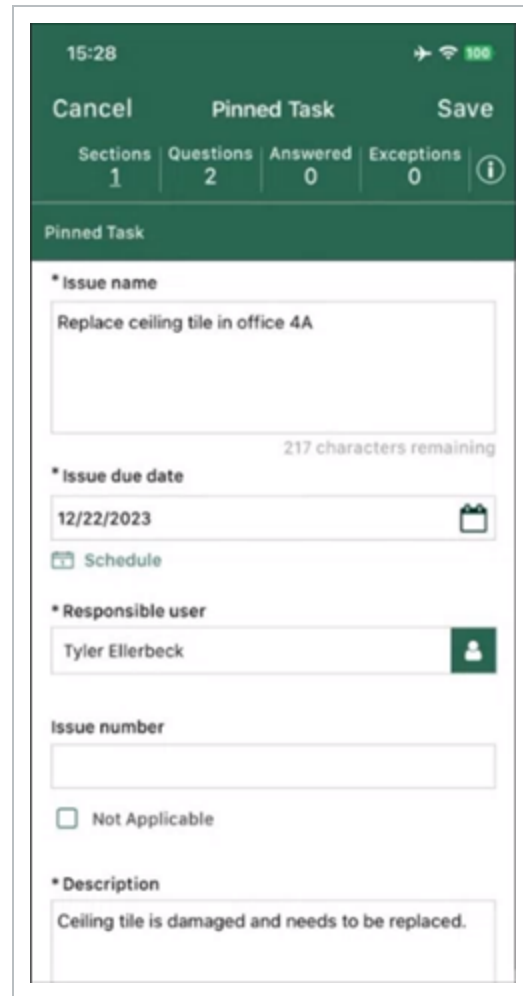 15:28
100
Cancel Pinned Task Save
Sections Questions Answered Exceptions
1 2 0 0
Pinned Task
* Issue name
Replace ceiling tile in office 4A
217 characters remaining
* Issue due date
12/22/2023
Schedule
* Responsible user
Tyler Ellerbeck
Issue number
Not Applicable
* Description
Ceiling tile is damaged and needs to be replaced.